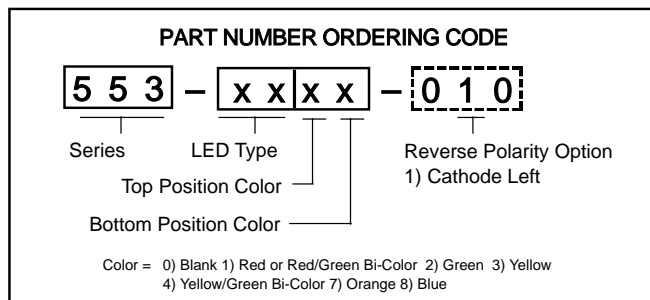 PART NUMBER ORDERING CODE
5 5 3 – x x x x – 0 1 0
Series LED Type Reverse Polarity Option
1) Cathode Left
Top Position Color
Bottom Position Color
Color = 0) Blank 1) Red or Red/Green Bi-Color 2) Green 3) Yellow
4) Yellow/Green Bi-Color 7) Orange 8) Blue